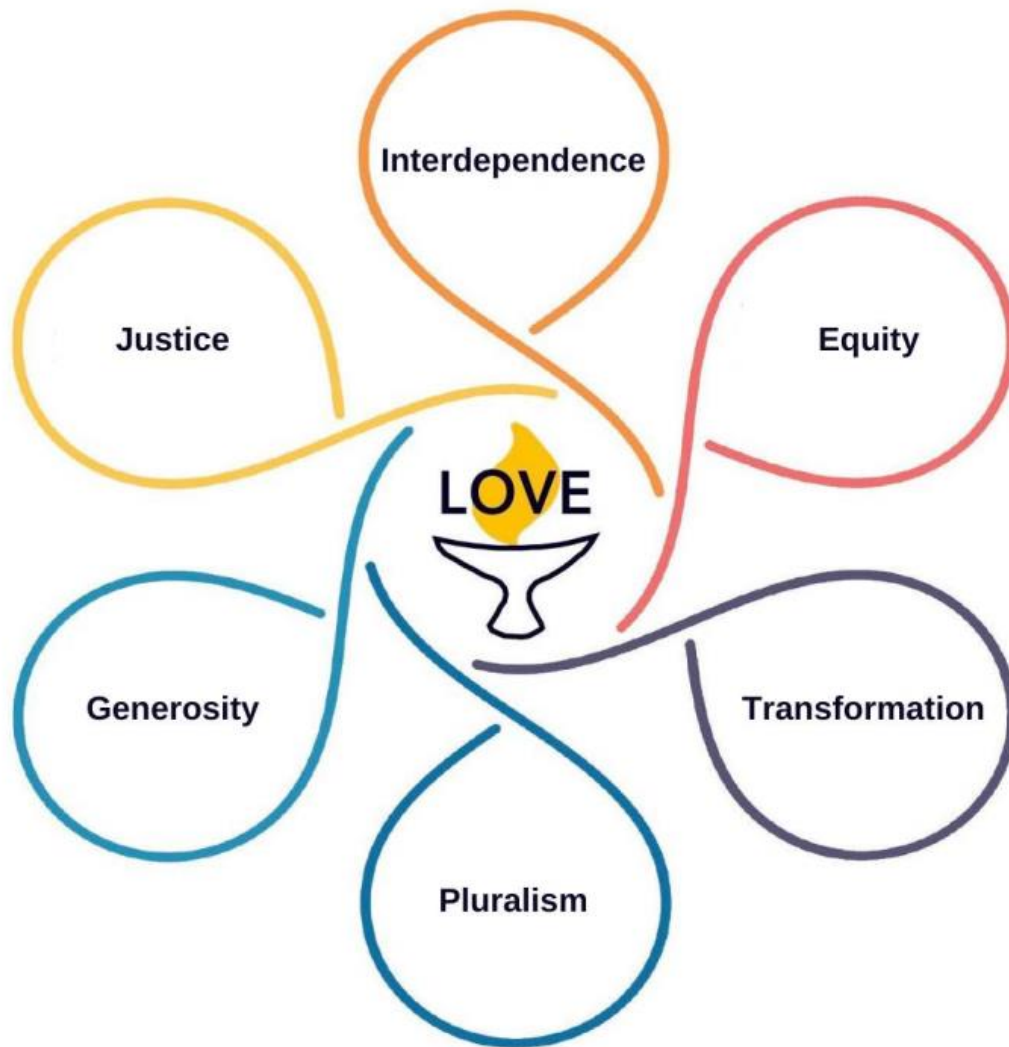 Interdependence
Justice
Equity
LOVE
Generosity
Transformation
Pluralism